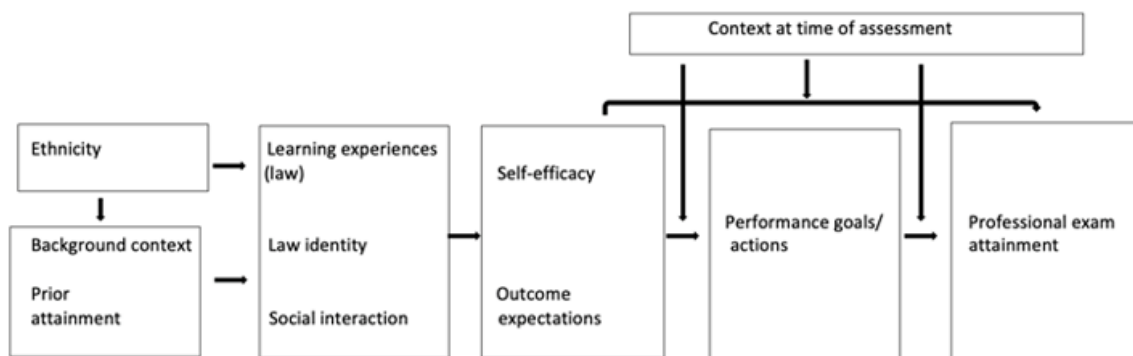 Context at time of assessment
Ethnicity
Background context
Prior
attainment
Learning experiences
(law)
Law identity
Social interaction
Self-efficacy
Outcome
expectations
Performance goals/
actions
Professional exam
attainment